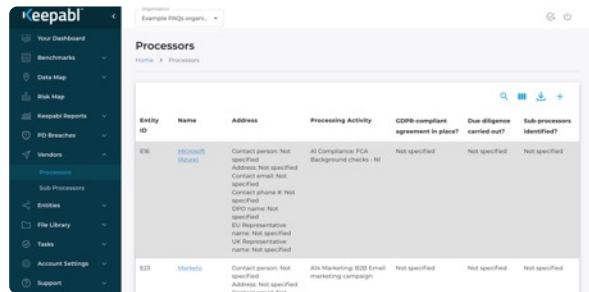 Keepabl
Organisation
Example PAQs organi...
Your Dashboard
Benchmarks
Data Map
Risk Map
Keepabl Reports
PD Breaches
Vendors
Processors
Sub Processors
Entities
File Library
Tasks
Account Settings
Support
Processors
Home > Processors
Entity ID
Name
Address
Processing Activity
GDPR-compliant agreement in place?
Due diligence carried out?
Sub-processors identified?
E16
Microsoft (Azure)
Contact person: Not
specified
Address: Not specified
Contact email: Not
specified
Contact phone #: Not
specified
DPO name: Not
specified
EU Representative
name: Not specified
UK Representative
name: Not specified
A1 Compliance: FCA
Background checks - NI
Not specified
Not specified
Not specified
E23
Marketo
Contact person: Not
specified
Address: Not specified
Contact email: Not
A14 Marketing: B2B Email
marketing campaign
Not specified
Not specified
Not specified